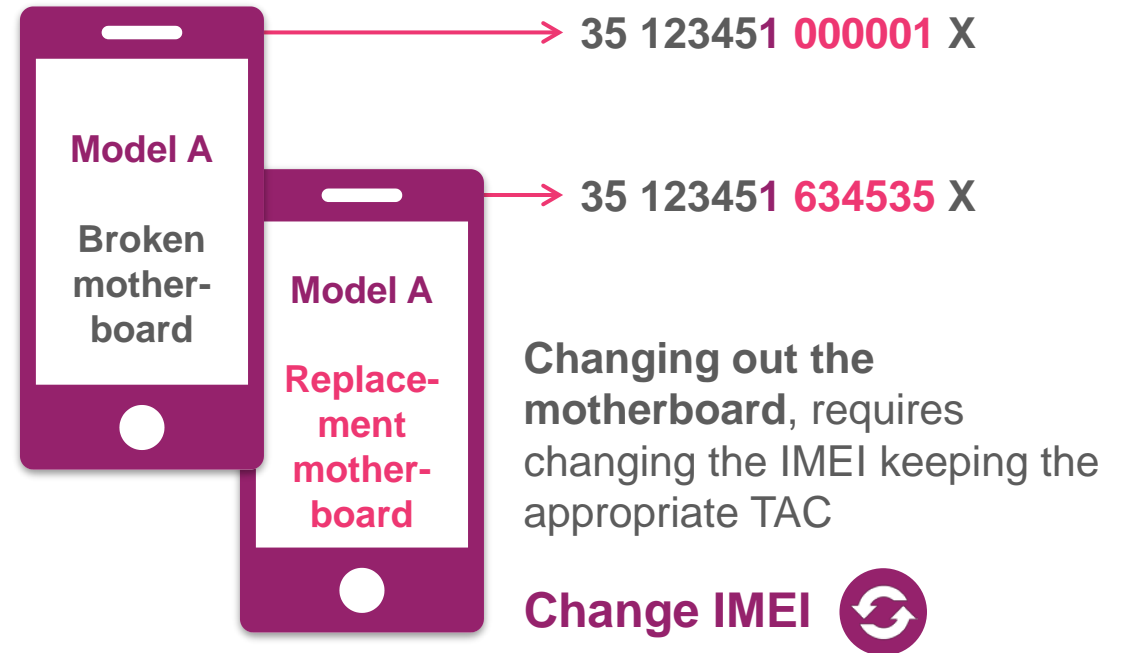 35 123451 000001 X
Model A
Broken
mother-
board
35 123451 634535 X
Model A
Replace-
ment
mother-
board
Changing out the
motherboard, requires
changing the IMEI keeping the
appropriate TAC
Change IMEI